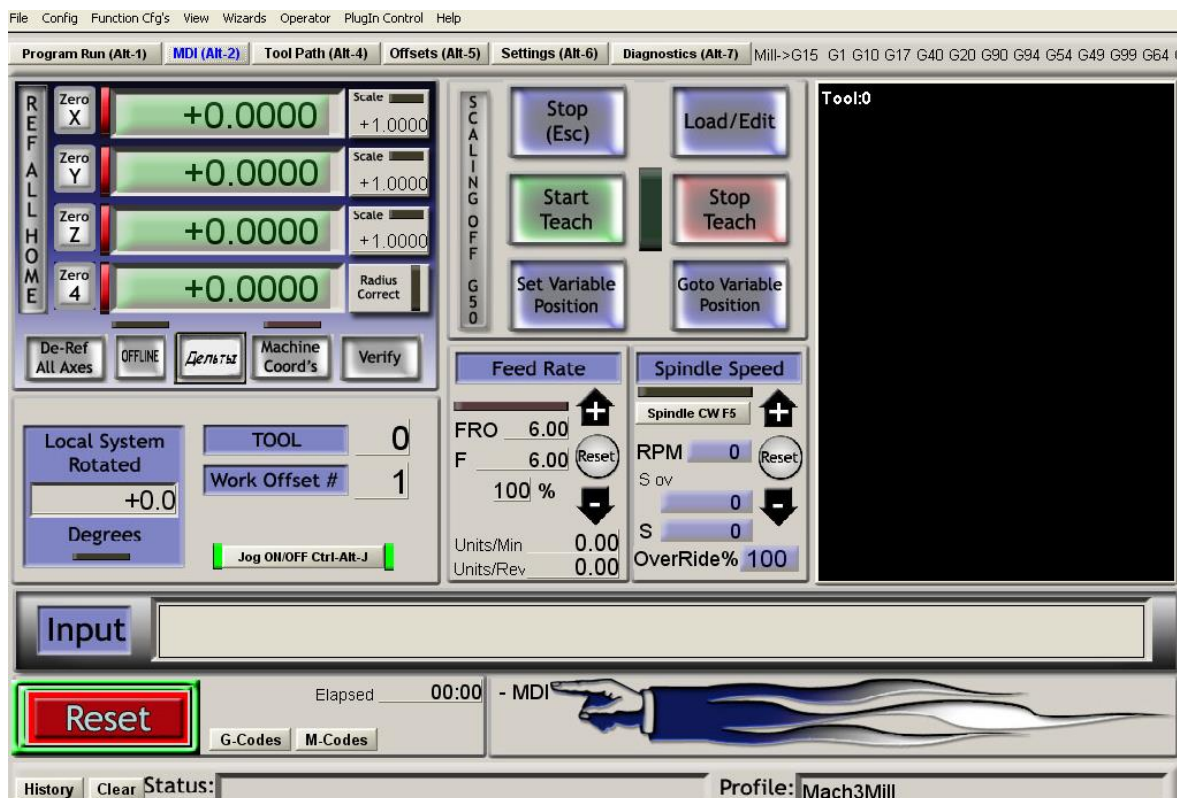 File Config Function Cfg's View Wizards Operator PlugIn Control Help
Program Run (Alt-1) MDI (Alt-2) Tool Path (Alt-4) Offsets (Alt-5) Settings (Alt-6) Diagnostics (Alt-7) Mill->G15 G1 G10 G17 G40 G20 G90 G94 G54 G49 G99 G64
REF ALL HOME
Zero X +0.0000 Scale +1.0000
Zero Y +0.0000 Scale +1.0000
Zero Z +0.0000 Scale +1.0000
Zero 4 +0.0000 Radius Correct
De-Ref All Axes OFFLINE Дельты Machine Coord's Verify
SCALING OFF G50
Stop (Esc) Load/Edit
Start Teach Stop Teach
Set Variable Position Goto Variable Position
Tool:0
Local System Rotated
+0.0
Degrees
TOOL 0
Work Offset # 1
Jog ON/OFF Ctrl-Alt-J
Feed Rate
FRO 6.00
F 6.00 Reset
100 %
Units/Min 0.00
Units/Rev 0.00
Spindle Speed
Spindle CW F5
RPM 0 Reset
S ov
0
S 0
OverRide% 100
Input
Reset
Elapsed 00:00
G-Codes M-Codes
- MDI
History Clear Status:
Profile: Mach3Mill